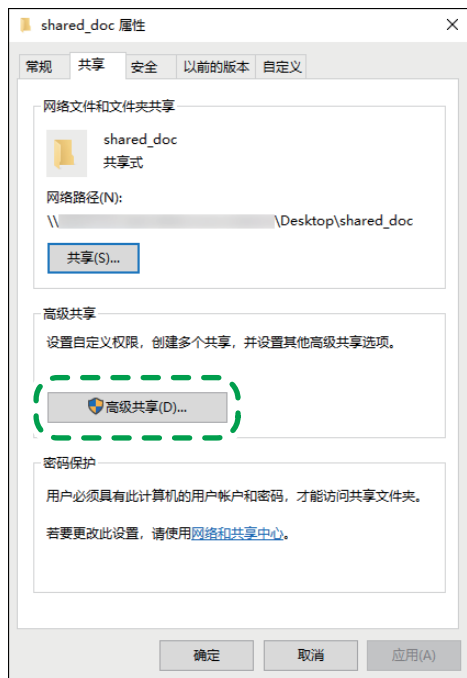 shared_doc 属性
常规 共享 安全 以前的版本 自定义
网络文件和文件夹共享
shared_doc
共享式
网络路径(N):
\\ \Desktop\shared_doc
共享(S)...
高级共享
设置自定义权限，创建多个共享，并设置其他高级共享选项。
高级共享(D)...
密码保护
用户必须具有此计算机的用户帐户和密码，才能访问共享文件夹。
若要更改此设置，请使用网络和共享中心。
确定 取消 应用(A)